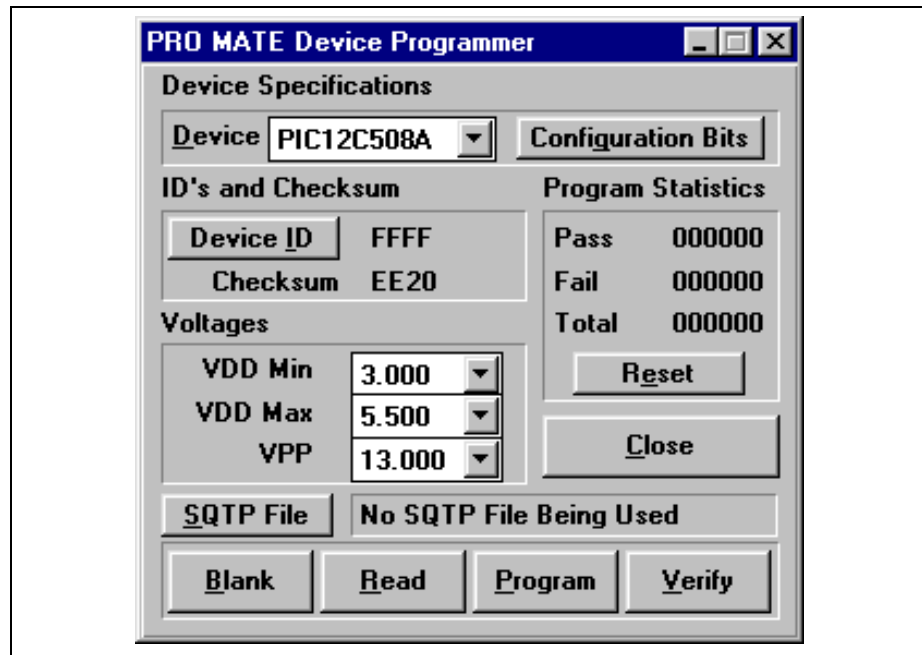 PRO MATE Device Programmer
Device Specifications
Device PIC12C508A Configuration Bits
ID's and Checksum
Device ID FFFF
Checksum EE20
Program Statistics
Pass 000000
Fail 000000
Total 000000
Reset
Voltages
VDD Min 3.000
VDD Max 5.500
VPP 13.000
Close
SQTP File No SQTP File Being Used
Blank Read Program Verify